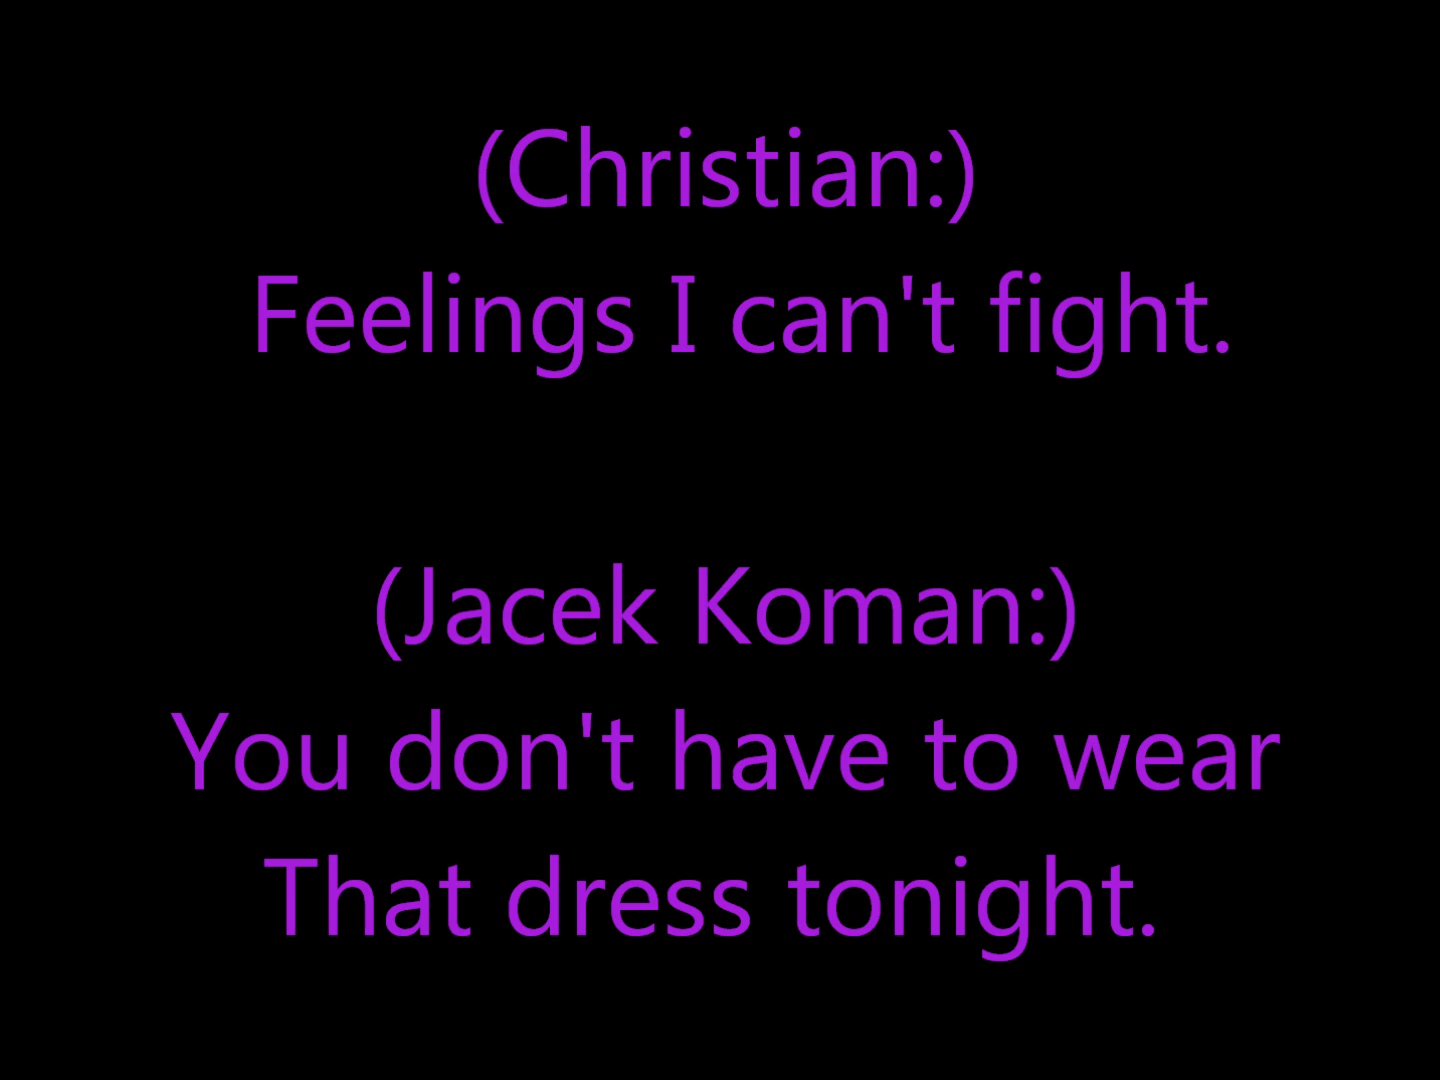 (Christian:)
Feelings I can't fight.
(Jacek Koman:)
You don't have to wear
That dress tonight.